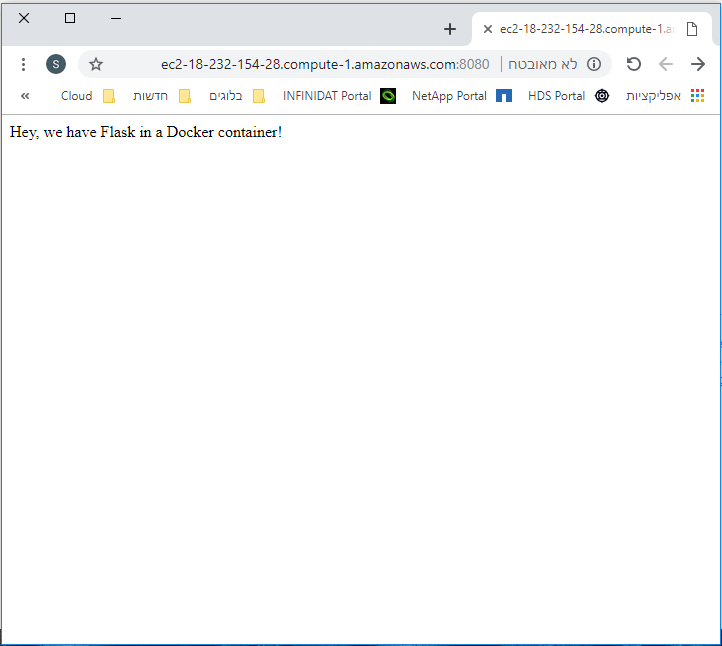 ec2-18-232-154-28.compute-1.a
S
לא מאובטח | ec2-18-232-154-28.compute-1.amazonaws.com:8080
אפליקציות HDS Portal NetApp Portal INFINIDAT Portal בלוגים חדשות Cloud «
Hey, we have Flask in a Docker container!